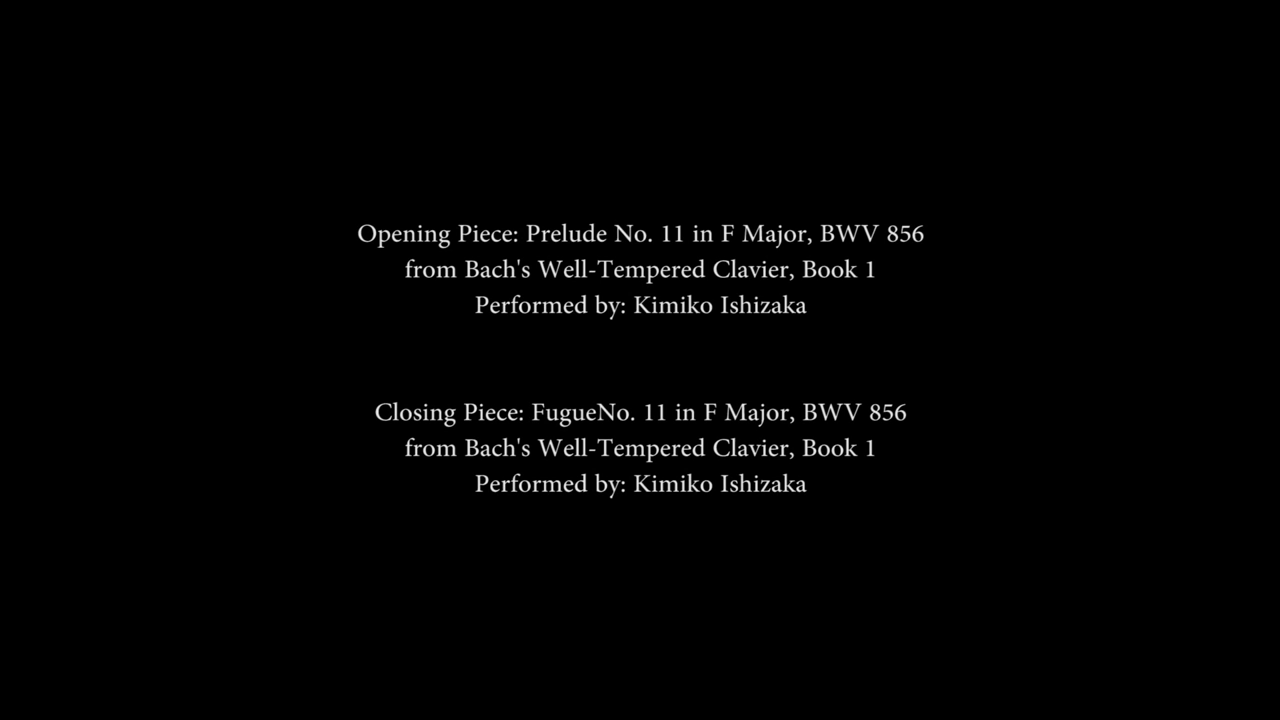 Opening Piece: Prelude No. 11 in F Major, BWV 856
from Bach's Well-Tempered Clavier, Book 1
Performed by: Kimiko Ishizaka
Closing Piece: FugueNo. 11 in F Major, BWV 856
from Bach's Well-Tempered Clavier, Book 1
Performed by: Kimiko Ishizaka